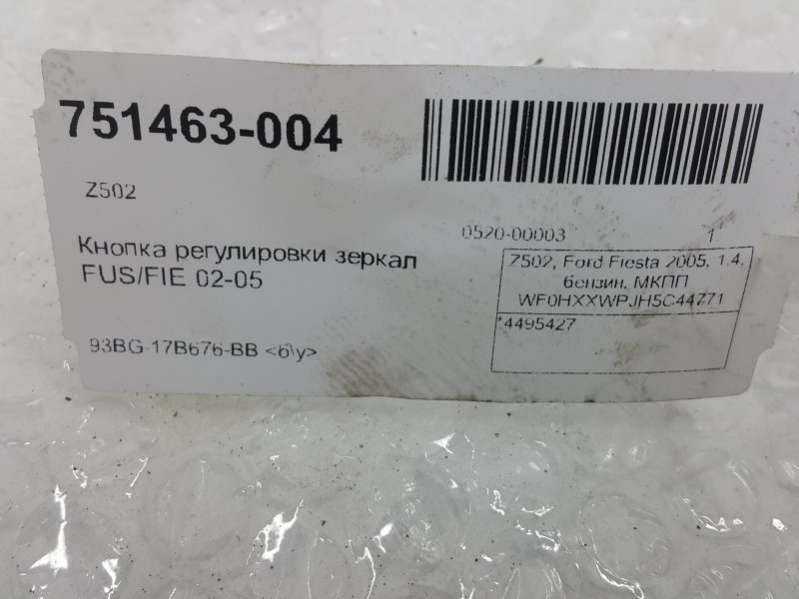 751463-004
Z502
Кнопка регулировки зеркал
FUS/FIE 02-05
93BG-17B676-BB <б\у>
0520-00003 1
Z502, Ford Fiesta 2005, 1.4,
бензин, МКПП
WF0HXXWPJH5C44771
*4495427